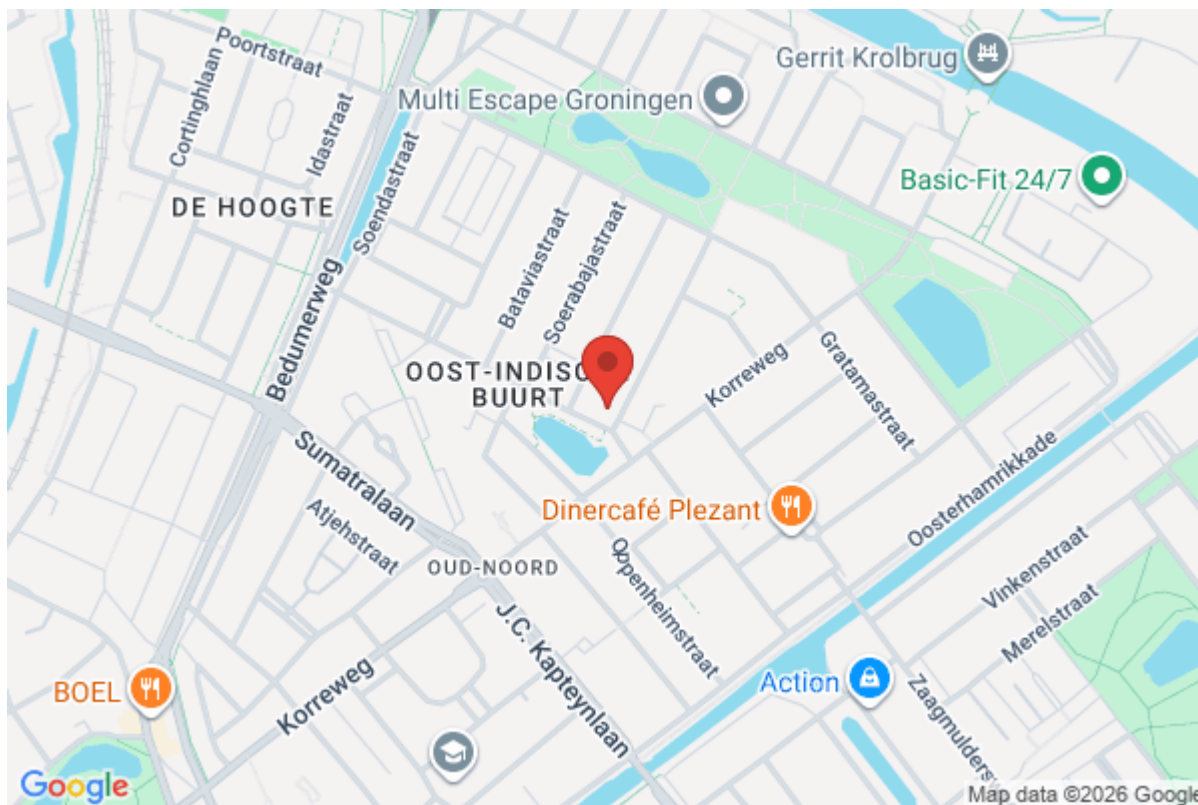 Poortstraat
Cortinghlaan
Idastraat
Soendastraat
Multi Escape Groningen
Gerrit Krolbrug
Basic-Fit 24/7
DE HOOGTE
Bedumerweg
Bataviastraat
Soerabajastraat
OOST-INDISC
BUURT
Korreweg
Gratamastraat
Sumatralaan
Atjehstraat
OUD-NOORD
Dinercafé Plezant
Oppenheimstraat
Oosterhamrikkade
Vinkenstraat
Merelstraat
J.C. Kapteynlaan
BOEL
Korreweg
Action
Zaagmuldersw
Google
Map data ©2026 Google